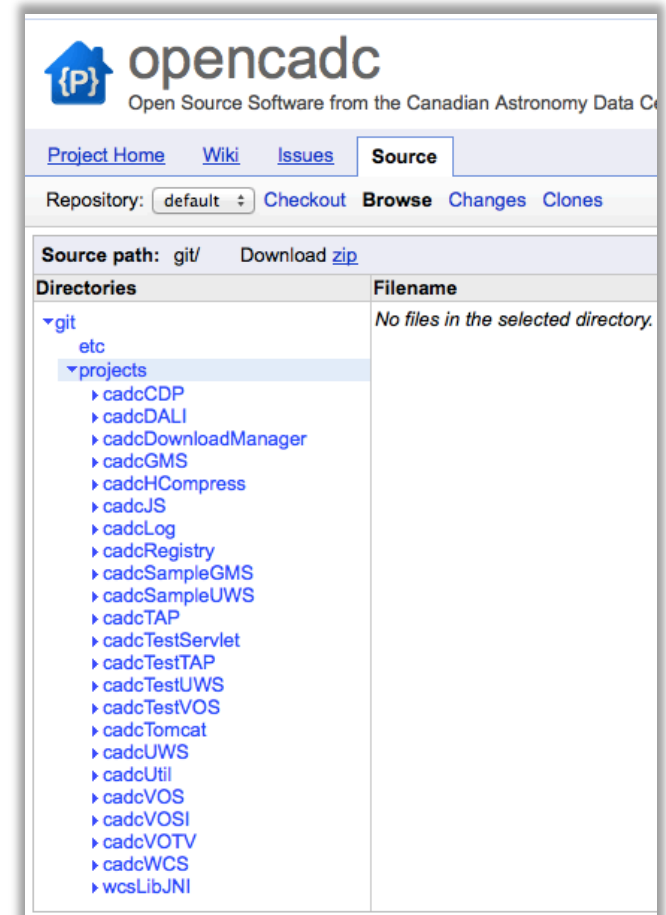 {P}
opencadc
Open Source Software from the Canadian Astronomy Data
Project Home Wiki Issues Source
Repository: default Checkout Browse Changes Clones
Source path: git/ Download zip
Directories Filename
git No files in the selected directory.
etc
projects
cadcCDP
cadcDALI
cadcDownloadManager
cadcGMS
cadcHCompress
cadcJS
cadcLog
cadcRegistry
cadcSampleGMS
cadcSampleUWS
cadcTAP
cadcTestServlet
cadcTestTAP
cadcTestUWS
cadcTestVOS
cadcTomcat
cadcUWS
cadcUtil
cadcVOS
cadcVOSI
cadcVOTV
cadcWCS
wcsLibJNI